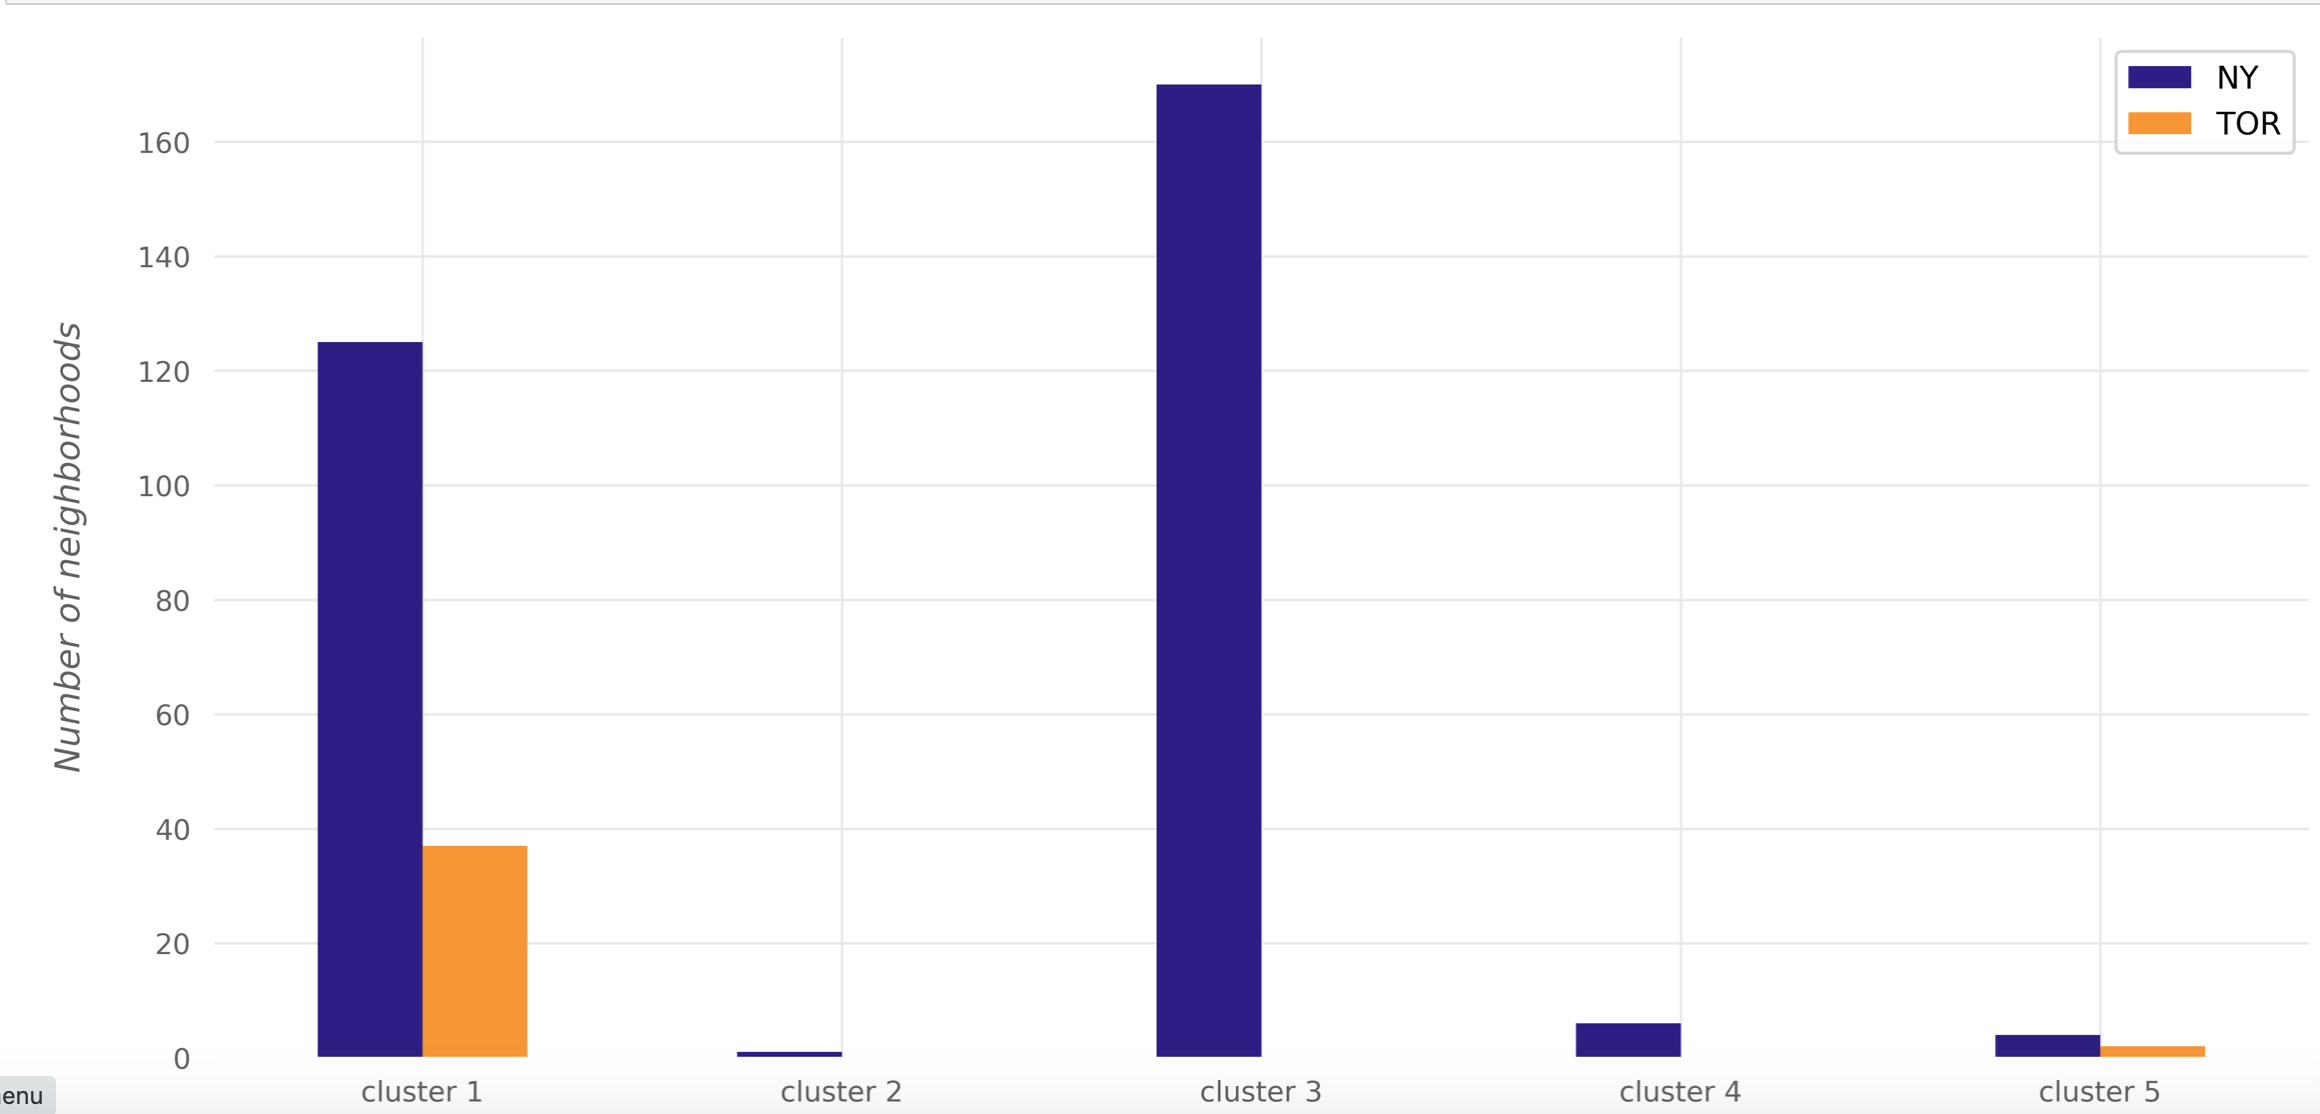 NY
TOR
160
140
120
100
80
60
40
20
0
Number of neighborhoods
cluster 1
cluster 2
cluster 3
cluster 4
cluster 5
enu